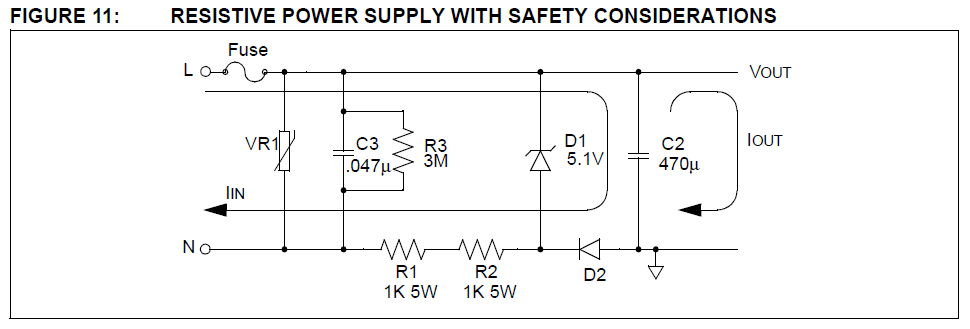 FIGURE 11: RESISTIVE POWER SUPPLY WITH SAFETY CONSIDERATIONS
Fuse
L
VOUT
VR1
C3
.047µ
R3
3M
D1
5.1V
C2
470µ
IOUT
IIN
N
R1
1K 5W
R2
1K 5W
D2